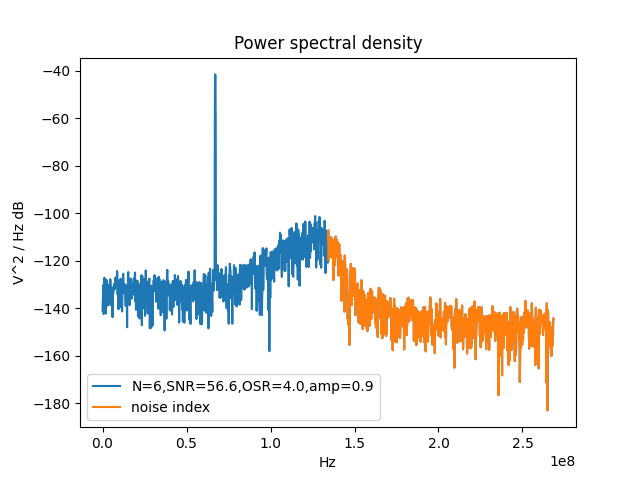 Power spectral density
V^2 / Hz dB
−40
−60
−80
−100
−120
−140
−160
−180
N=6,SNR=56.6,OSR=4.0,amp=0.9
noise index
0.0 0.5 1.0 1.5 2.0 2.5
1e8
Hz